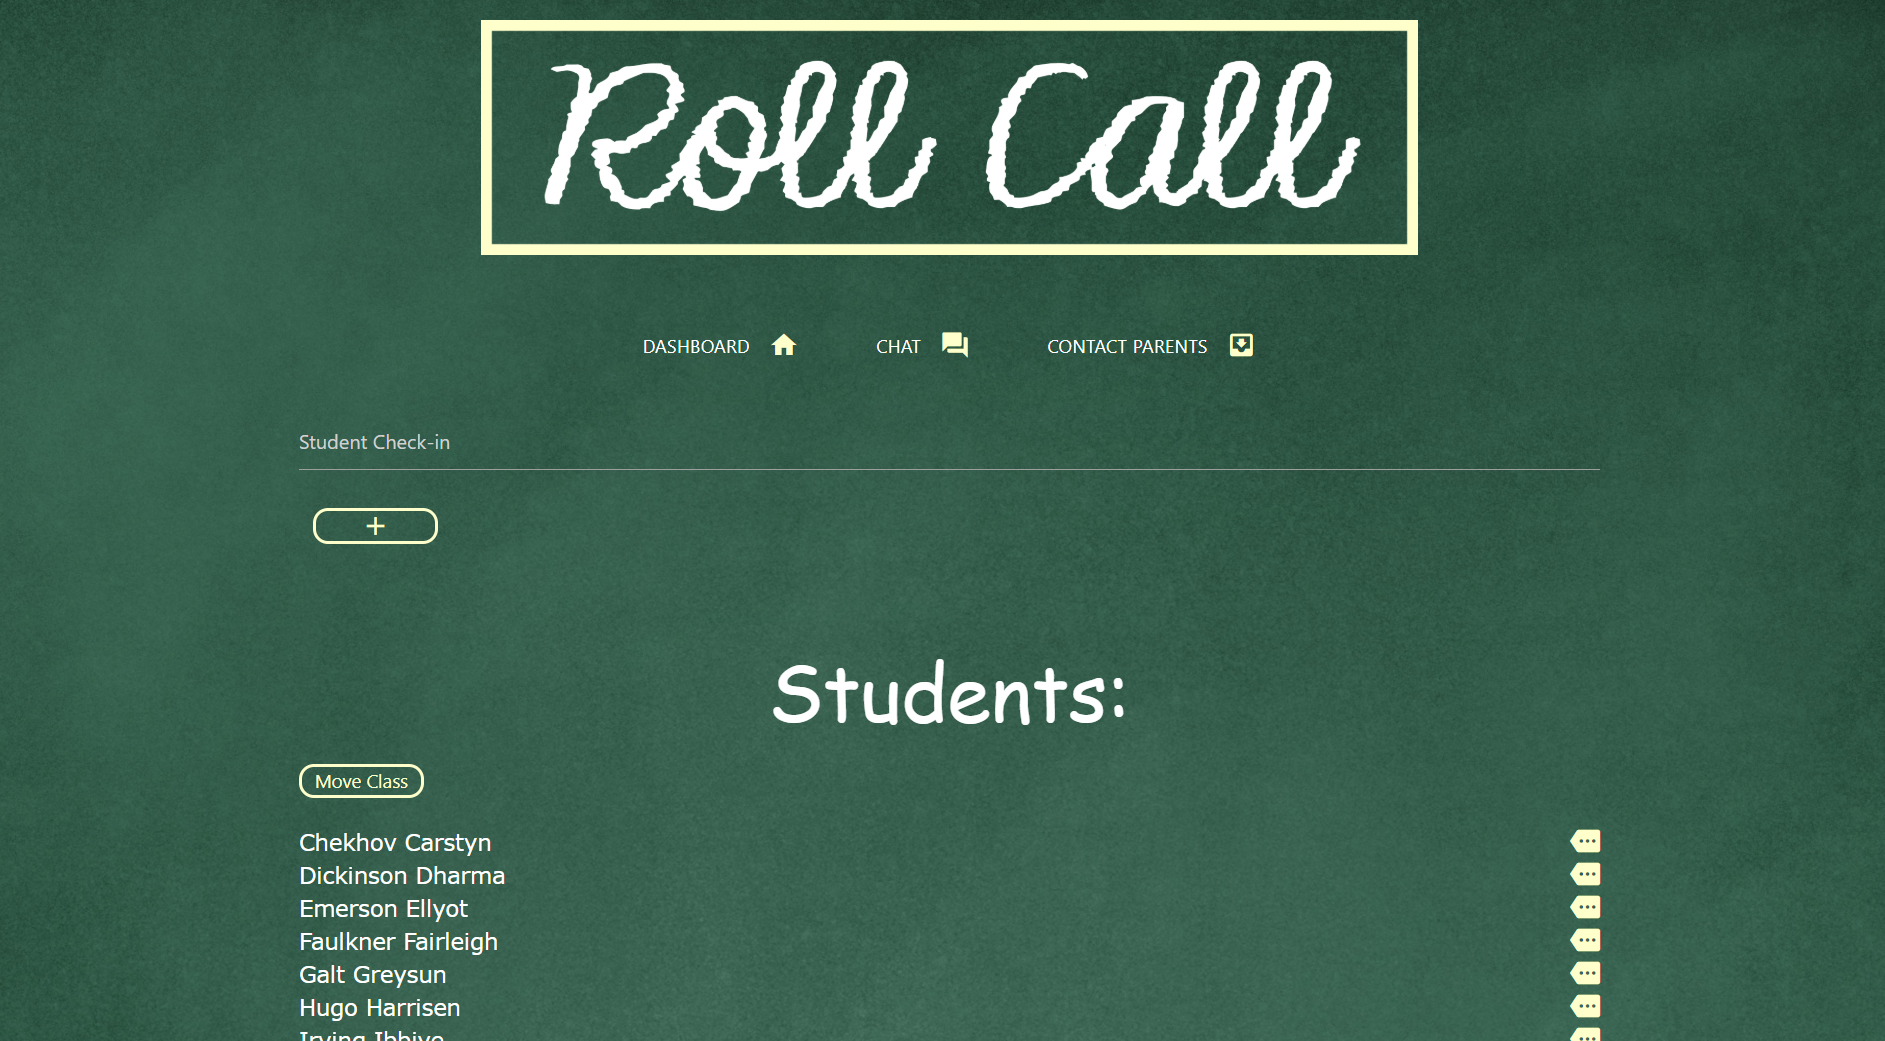 Roll Call
DASHBOARD CHAT CONTACT PARENTS
Student Check-in
+
Students:
Move Class
Chekhov Carstyn
Dickinson Dharma
Emerson Ellyot
Faulkner Fairleigh
Galt Greysun
Hugo Harrisen
Irving